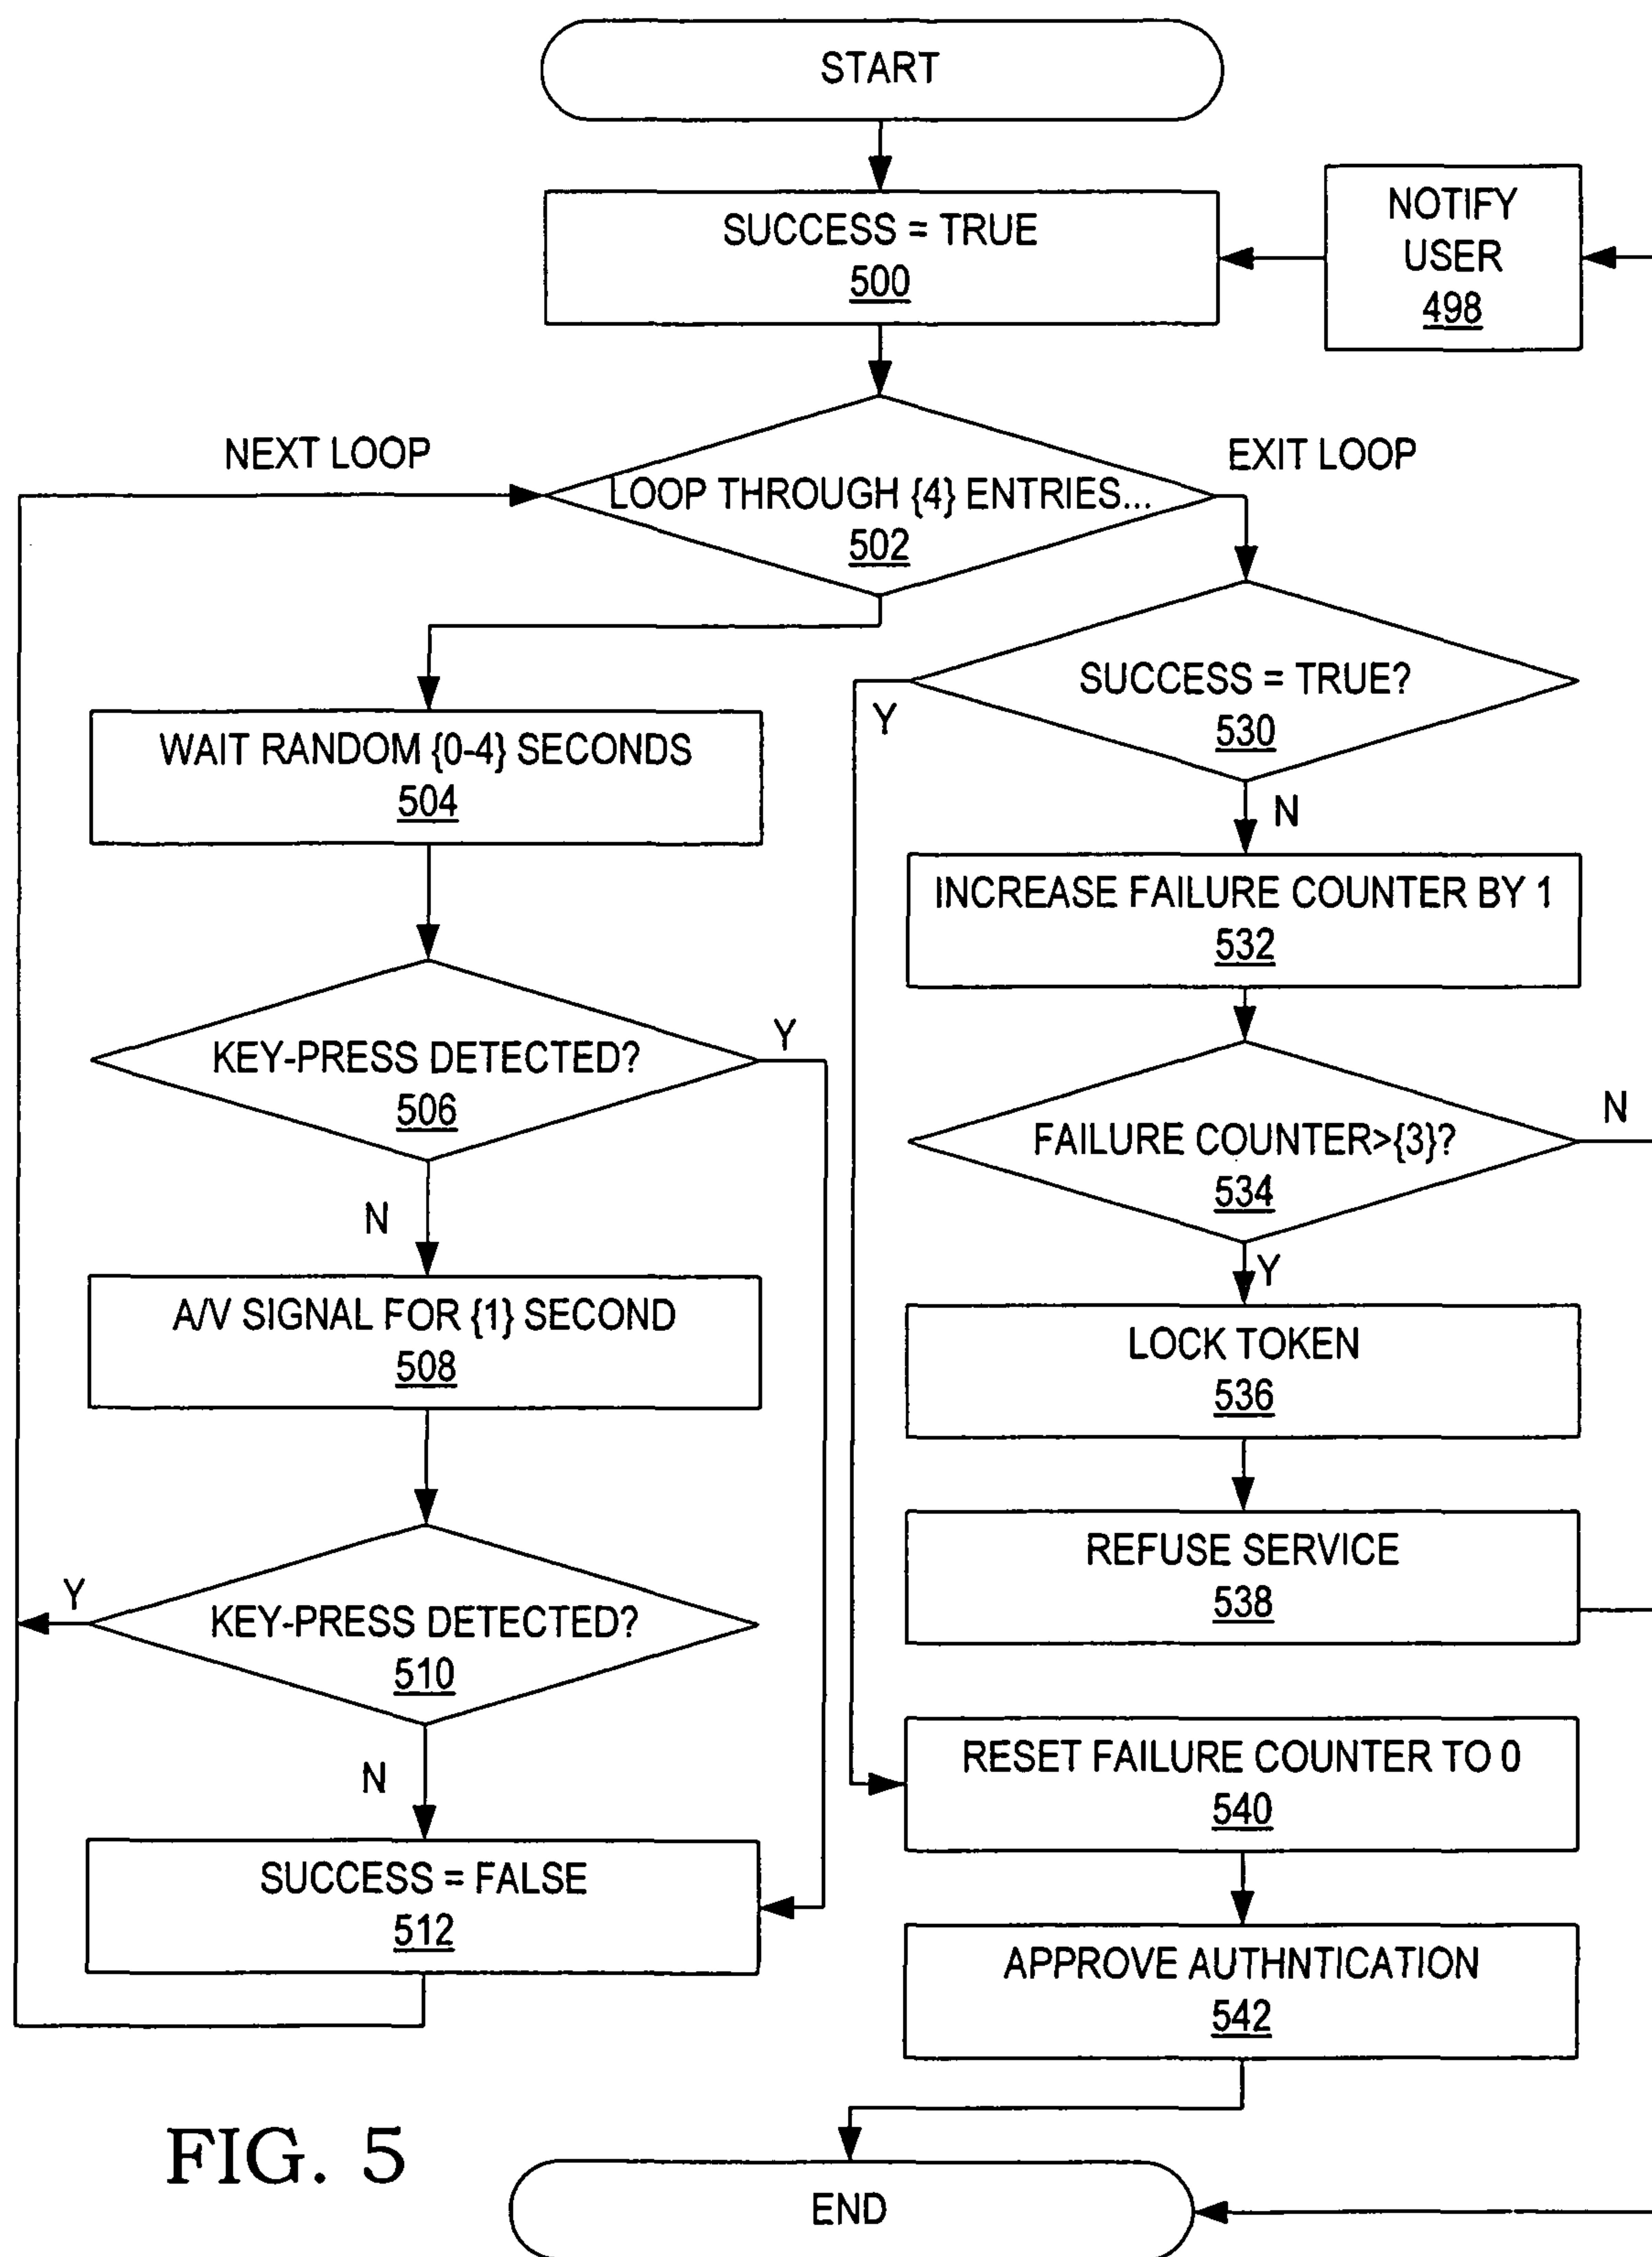 START
SUCCESS = TRUE
500
NOTIFY
USER
498
NEXT LOOP
EXIT LOOP
LOOP THROUGH {4} ENTRIES...
502
SUCCESS = TRUE?
530
Y
N
WAIT RANDOM {0-4} SECONDS
504
INCREASE FAILURE COUNTER BY 1
532
KEY-PRESS DETECTED?
506
Y
N
FAILURE COUNTER>{3}?
534
N
Y
A/V SIGNAL FOR {1} SECOND
508
LOCK TOKEN
536
REFUSE SERVICE
538
KEY-PRESS DETECTED?
510
Y
N
RESET FAILURE COUNTER TO 0
540
SUCCESS = FALSE
512
APPROVE AUTHNTICATION
542
FIG. 5
END